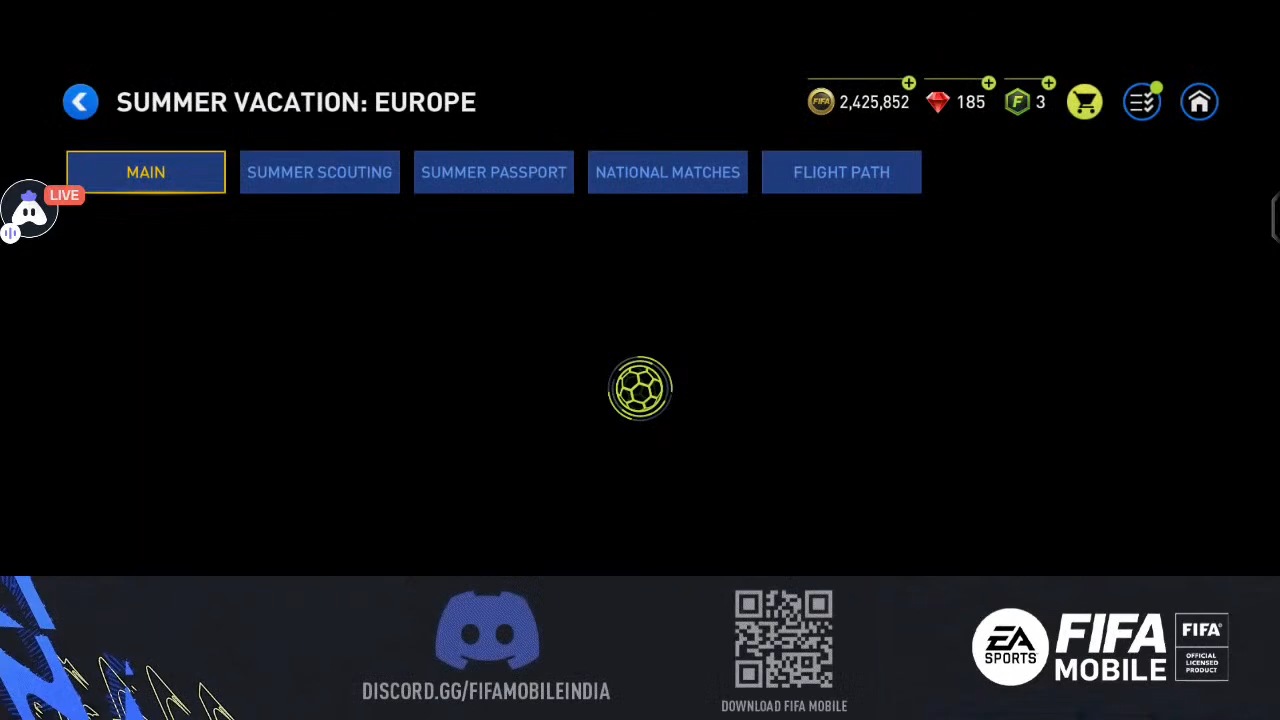 SUMMER VACATION: EUROPE
FIFA 2,425,852 185 F 3
MAIN SUMMER SCOUTING SUMMER PASSPORT NATIONAL MATCHES FLIGHT PATH
LIVE
DISCORD.GG/FIFAMOBILEINDIA
DOWNLOAD FIFA MOBILE
EA SPORTS
FIFA MOBILE
FIFA®
OFFICIAL
LICENSED
PRODUCT